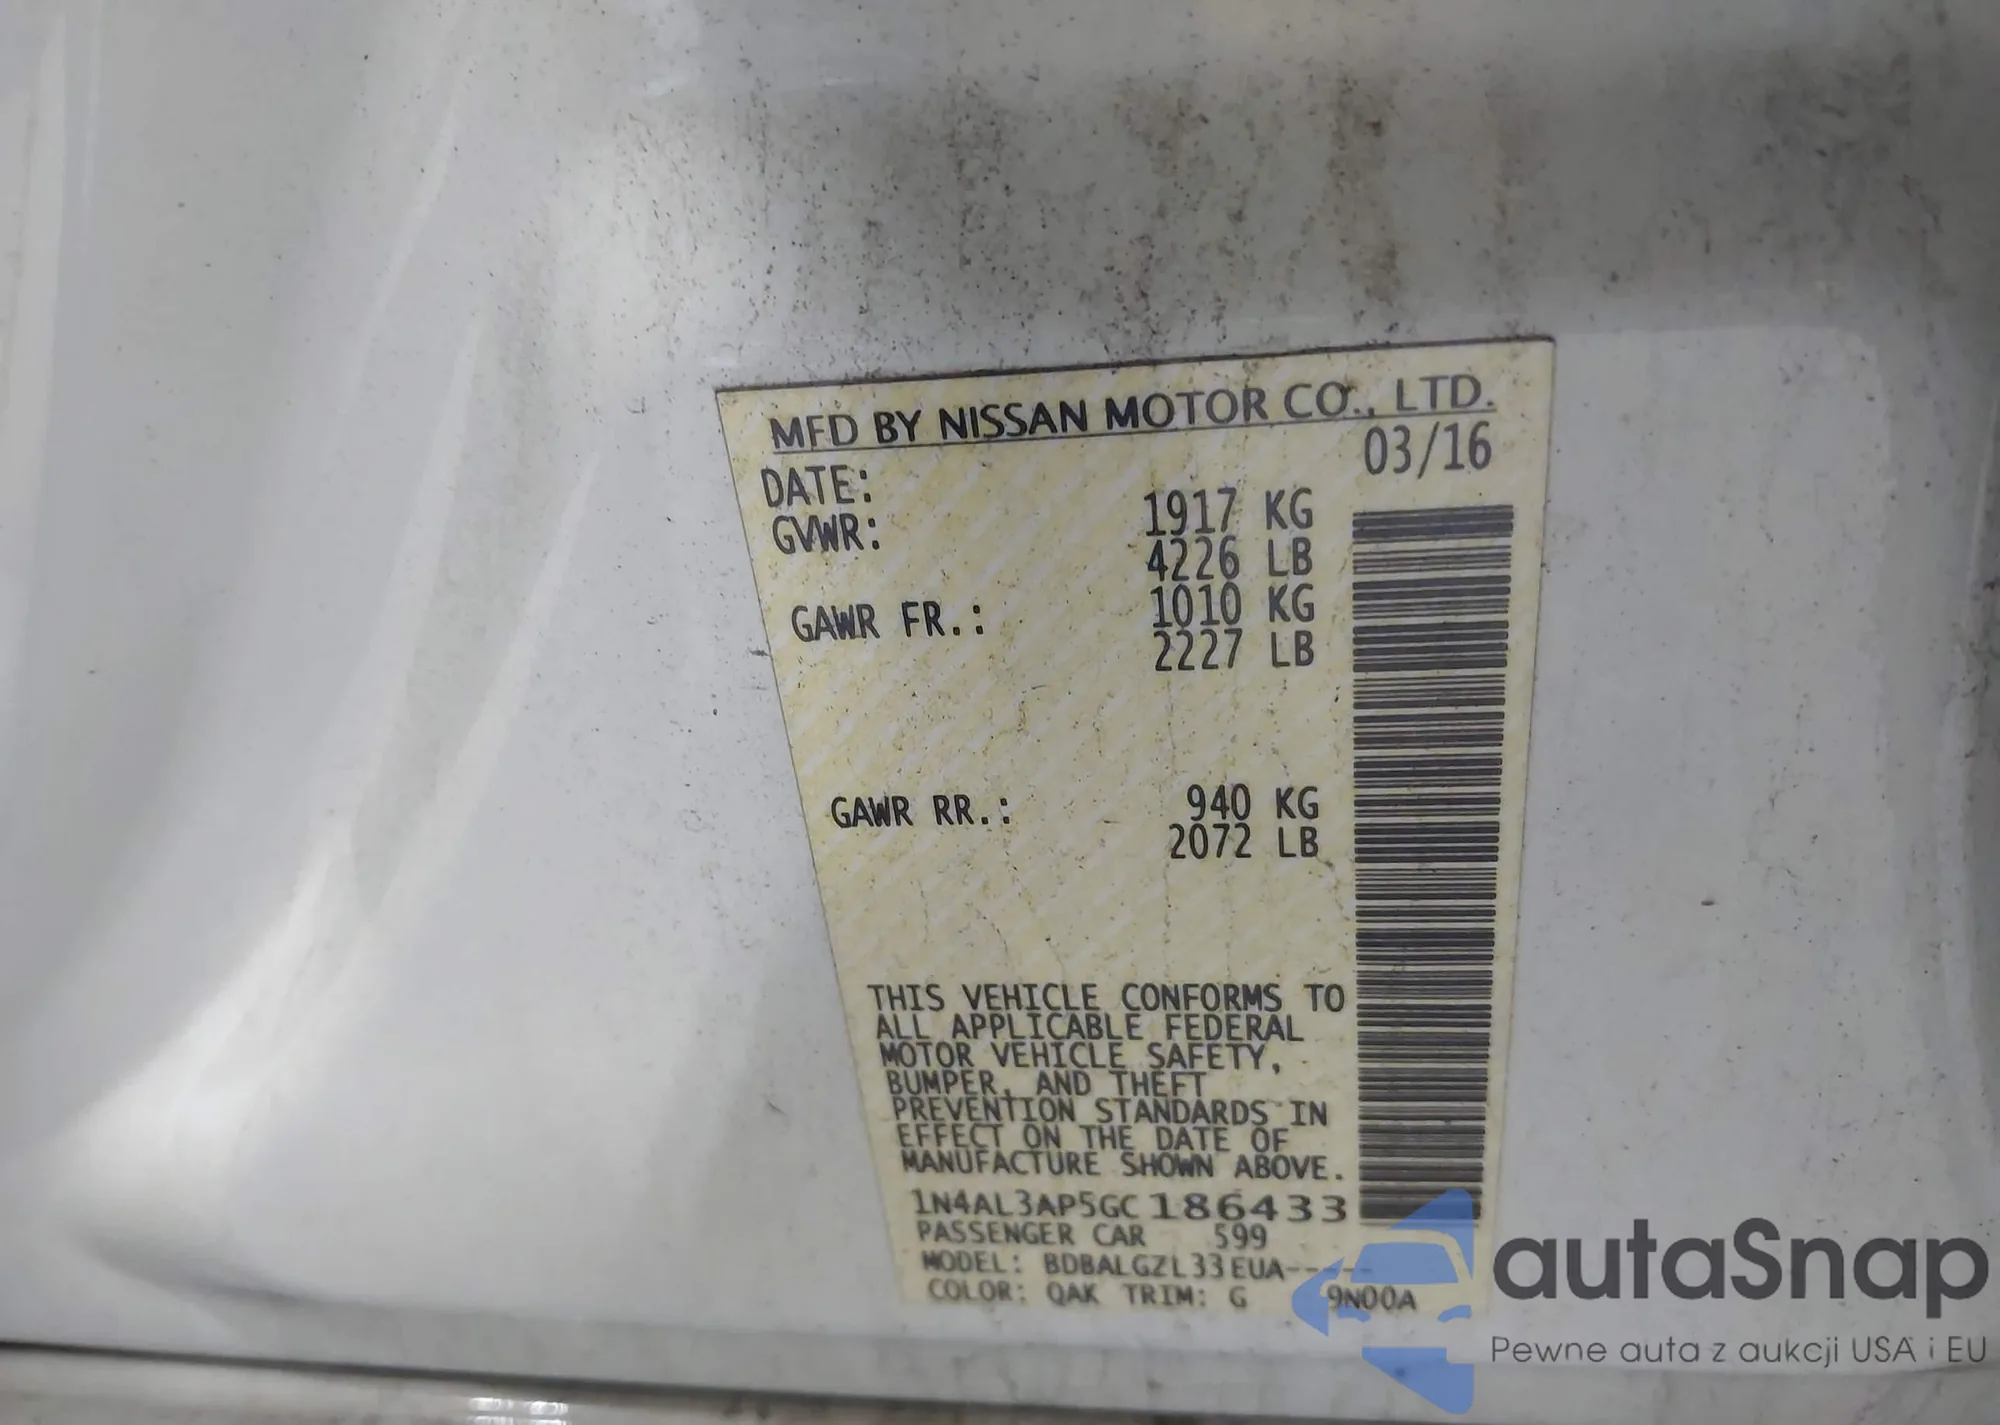 MFD BY NISSAN MOTOR CO., LTD.
DATE: 03/16
GVWR: 1917 KG
4226 LB
GAWR FR.: 1010 KG
2227 LB
GAWR RR.: 940 KG
2072 LB
THIS VEHICLE CONFORMS TO
ALL APPLICABLE FEDERAL
MOTOR VEHICLE SAFETY,
BUMPER, AND THEFT
PREVENTION STANDARDS IN
EFFECT ON THE DATE OF
MANUFACTURE SHOWN ABOVE.
1N4AL3AP5GC186433
PASSENGER CAR 599
MODEL: BDBALGZL33EUA-----
COLOR: QAK TRIM: G 9N00A
autaSnap
Pewne auta z aukcji USA i EU